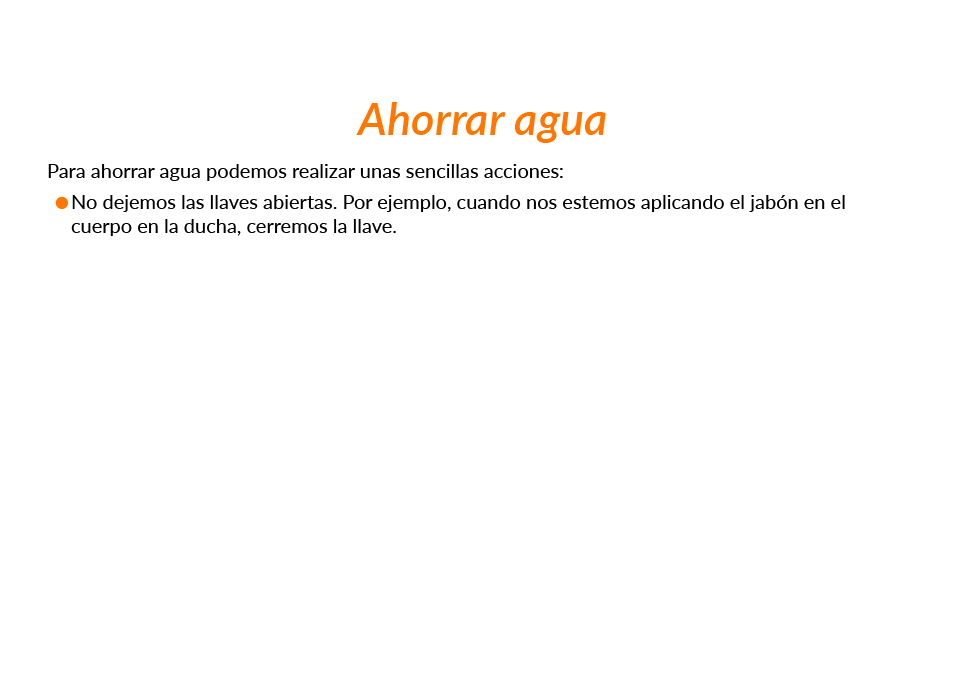 Ahorrar agua
Para ahorrar agua podemos realizar unas sencillas acciones:
● No dejemos las llaves abiertas. Por ejemplo, cuando nos estemos aplicando el jabón en el
cuerpo en la ducha, cerremos la llave.